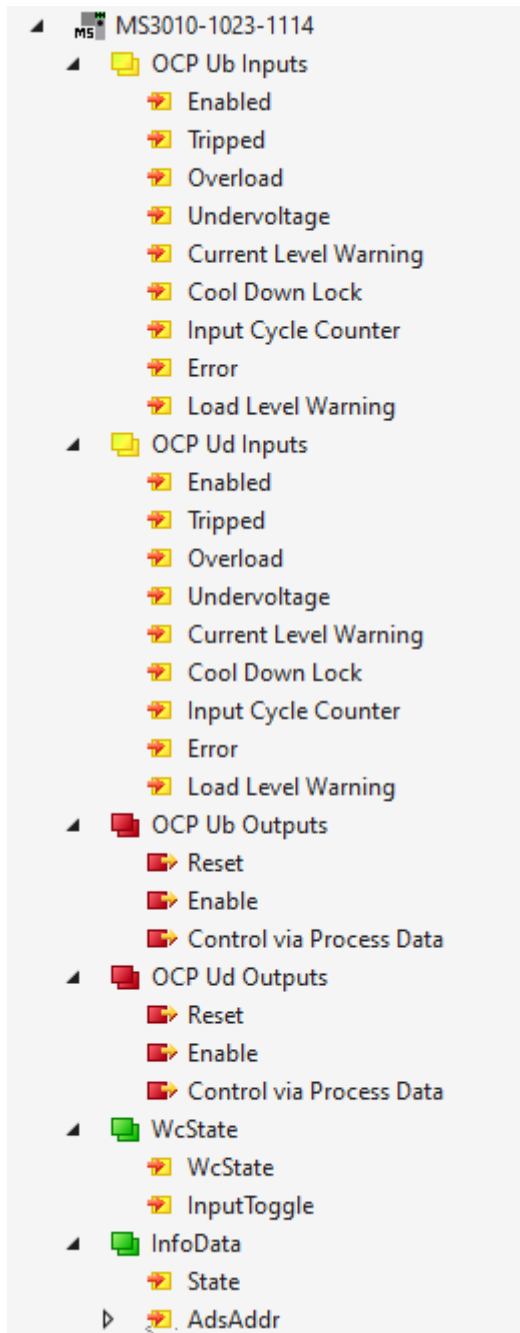 MS MS3010-1023-1114
OCP Ub Inputs
Enabled
Tripped
Overload
Undervoltage
Current Level Warning
Cool Down Lock
Input Cycle Counter
Error
Load Level Warning
OCP Ud Inputs
Enabled
Tripped
Overload
Undervoltage
Current Level Warning
Cool Down Lock
Input Cycle Counter
Error
Load Level Warning
OCP Ub Outputs
Reset
Enable
Control via Process Data
OCP Ud Outputs
Reset
Enable
Control via Process Data
WcState
WcState
InputToggle
InfoData
State
AdsAddr